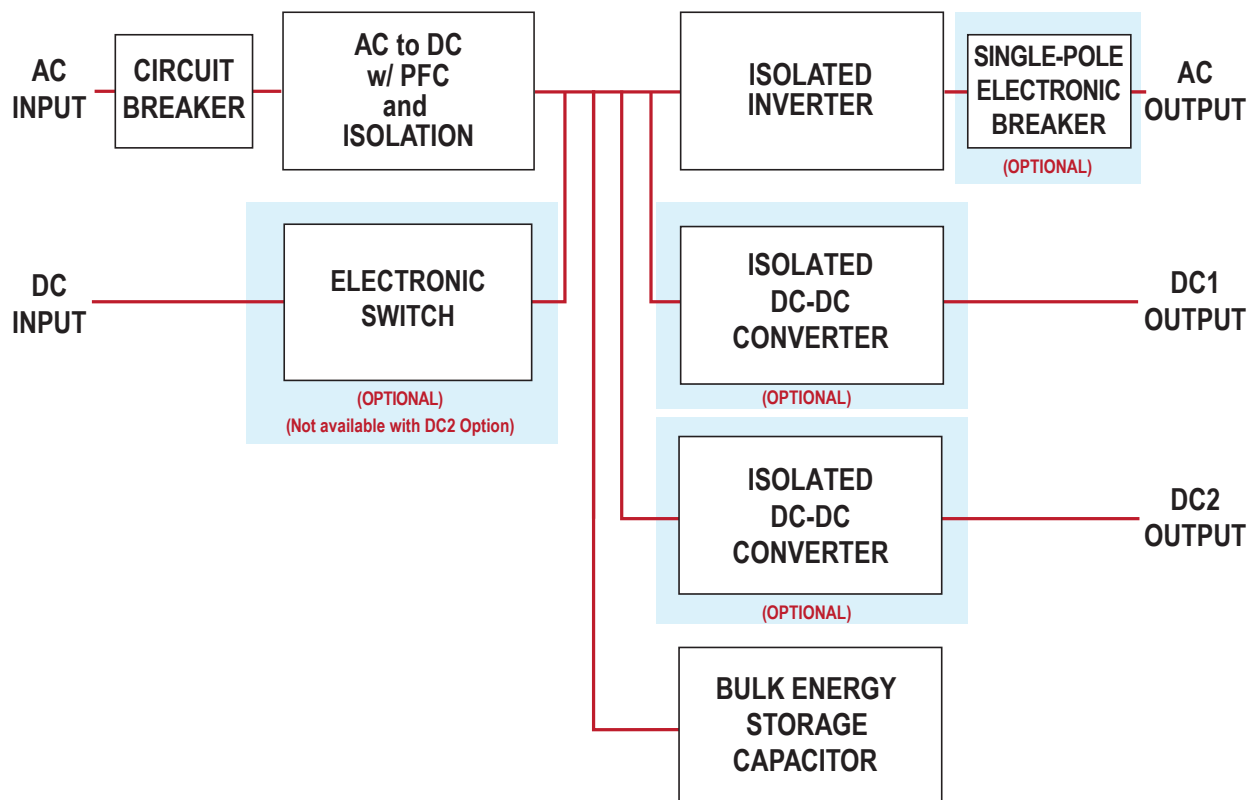 AC
INPUT
CIRCUIT
BREAKER
AC to DC
w/ PFC
and
ISOLATION
ISOLATED
INVERTER
SINGLE-POLE
ELECTRONIC
BREAKER
(OPTIONAL)
AC
OUTPUT
DC
INPUT
ELECTRONIC
SWITCH
(OPTIONAL)
(Not available with DC2 Option)
ISOLATED
DC-DC
CONVERTER
(OPTIONAL)
DC1
OUTPUT
ISOLATED
DC-DC
CONVERTER
(OPTIONAL)
DC2
OUTPUT
BULK ENERGY
STORAGE
CAPACITOR